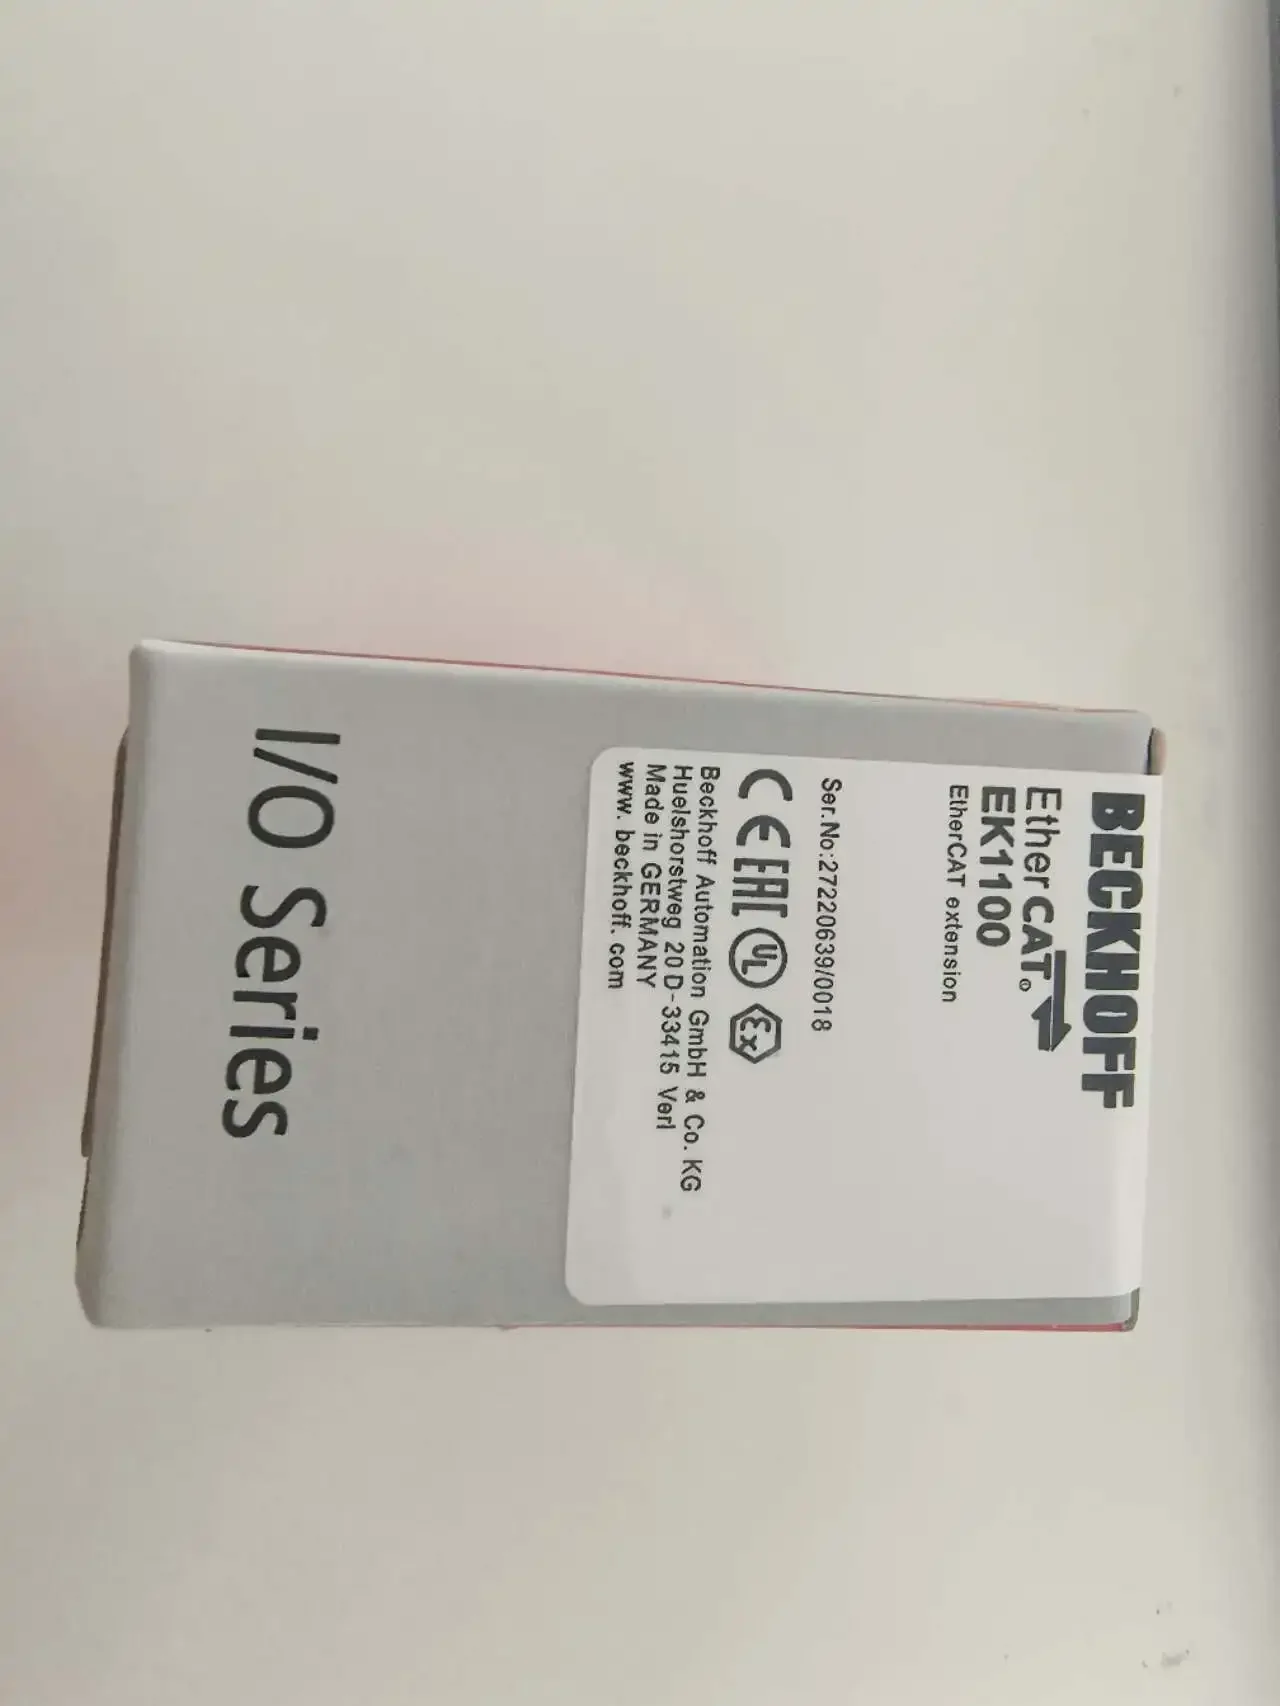 BECKHOFF
EtherCAT®
EK1100
EtherCAT extension
Ser.No:27220639/0018
CE EAC UL Ex
Beckhoff Automation GmbH & Co. KG
Huelshorstweg 20 D-33415 Verl
Made in GERMANY
www. beckhoff. com
I/O Series